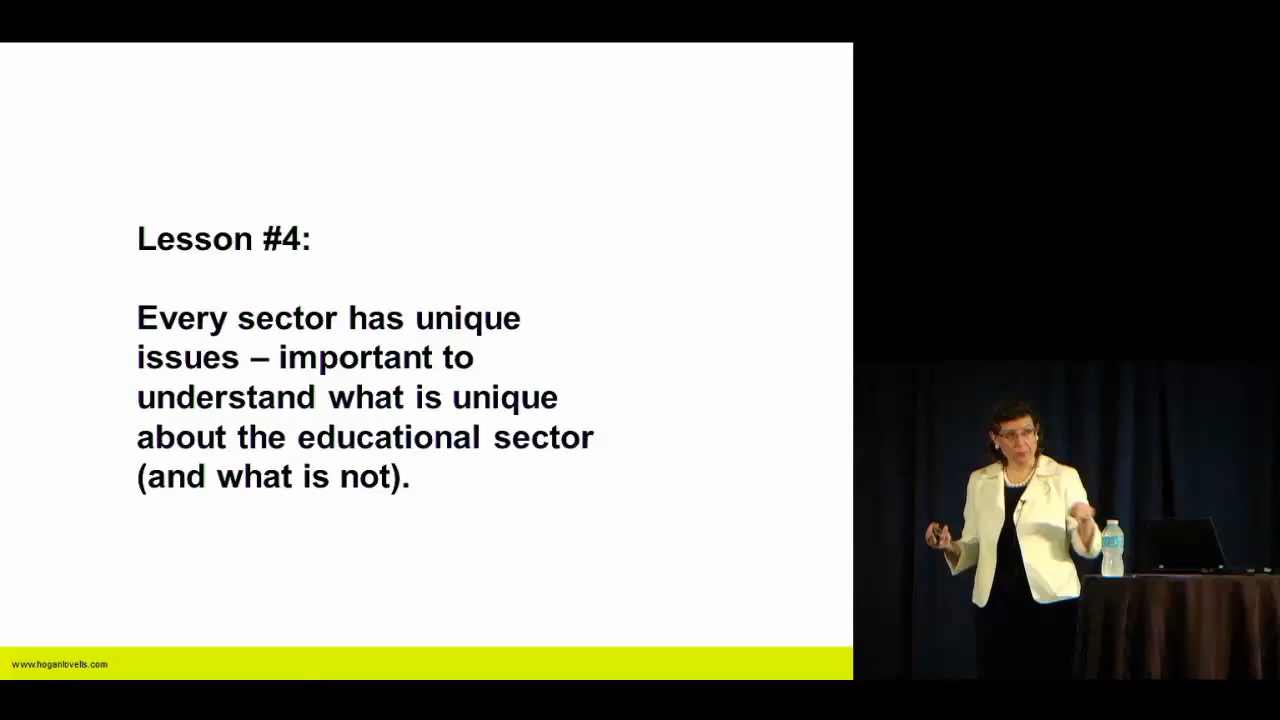 Lesson #4:
Every sector has unique
issues – important to
understand what is unique
about the educational sector
(and what is not).
www.hoganlovells.com